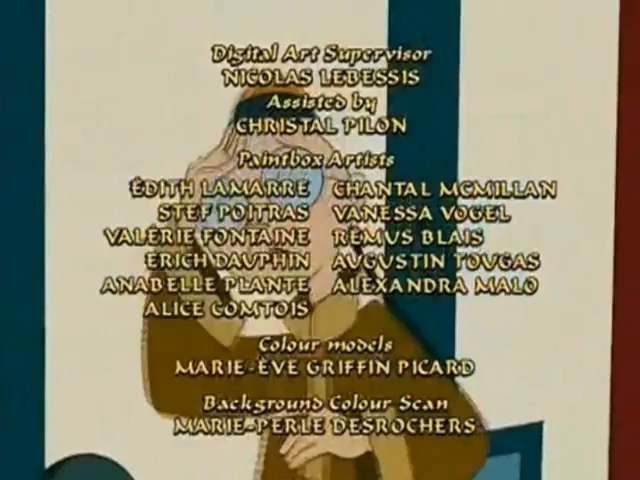 Digital Art Supervisor
NICOLAS LEBESSIS
Assisted by
CHRISTAL PILON
Paintbox Artists
ÉDITH LAMARRE CHANTAL MCMILLAN
STEF POITRAS VANESSA VOGEL
VALÉRIE FONTAINE RÉMUS BLAIS
ERICH DAUPHIN AUGUSTIN TOUGAS
ANABELLE PLANTE ALEXANDRA MALO
ALICE COMTOIS
Colour models
MARIE-ÈVE GRIFFIN PICARD
Background Colour Scan
MARIE-PERLE DESROCHERS